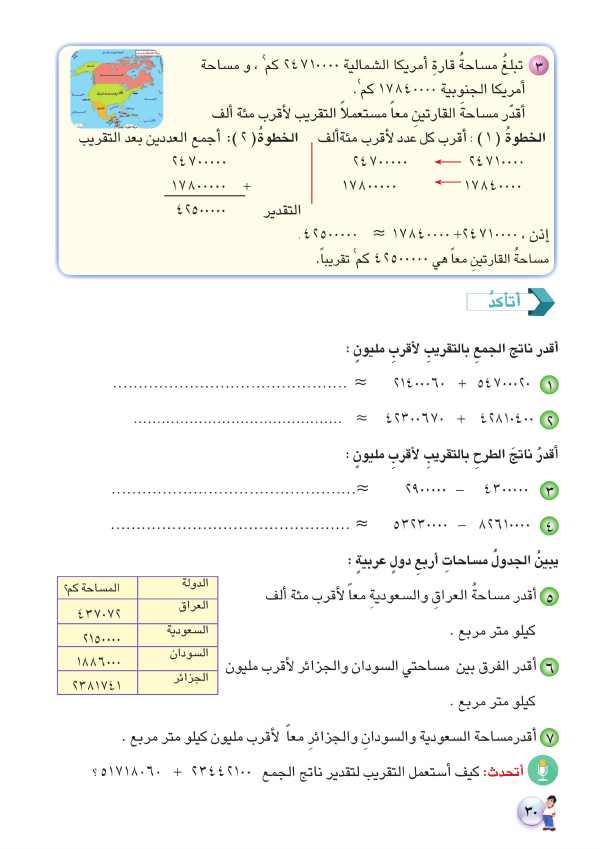 ٣ تبلغُ مساحةُ قارةِ أمريكا الشمالية ٢٤٧١٠٠٠٠ كم٢ ، و مساحة
أمريكا الجنوبية ١٧٨٤٠٠٠٠ كم٢.
أقدّر مساحةَ القارتينِ معاً مستعملاً التقريب لأقرب مئة ألف
الخطوةُ (١) : أقرب كل عدد لأقرب مئة ألف
الخطوةُ (٢): أجمع العددين بعد التقريب
٢٤٧١٠٠٠٠ ← ٢٤٧٠٠٠٠٠
٢٤٧٠٠٠٠٠
١٧٨٤٠٠٠٠ ← ١٧٨٠٠٠٠٠
١٧٨٠٠٠٠٠ +
التقدير ٤٢٥٠٠٠٠٠
إذن ، ٢٤٧١٠٠٠٠+ ١٧٨٤٠٠٠٠ ≈ ٤٢٥٠٠٠٠٠ .
مساحةُ القارتينِ معاً هي ٤٢٥٠٠٠٠٠ كم٢ تقريباً.
أتأكدُ
أقدر ناتج الجمعِ بالتقريبِ لأقربِ مليونٍ :
١ ٥٤٧٠٠٠٢٠ + ٢١٤٠٠٠٦٠ ≈ ..............................................
٢ ٤٢٨١٠٤٠٠ + ٤٢٣٠٠٦٧٠ ≈ ..........................................
أقدرُ ناتجَ الطرحِ بالتقريبِ لأقربِ مليونٍ :
٣ ٤٣٠٠٠٠٠ – ٢٩٠٠٠٠٠ ≈ ................................................
٤ ٨٢٦١٠٠٠٠ – ٥٣٢٣٠٠٠٠ ≈ ................................................
يبينُ الجدولُ مساحاتِ أربعِ دولٍ عربيةٍ :
٥ أقدر مساحةُ العراقِ والسعوديةِ معاً لأقرب مئة ألف
كيلو متر مربع .
٦ أقدر الفرق بين مساحتي السودان والجزائر لأقرب مليون
كيلو متر مربع .
الدولة المساحة كم٢
العراق ٤٣٧٠٧٢
السعودية ٢١٥٠٠٠٠
السودان ١٨٨٦٠٠٠
الجزائر ٢٣٨١٧٤١
٧ أقدرمساحة السعودية والسودانِ والجزائرِ معاً لأقرب مليون كيلو متر مربع .
أتحدث: كيف أستعمل التقريب لتقدير ناتج الجمع ٢٣٤٤٢١٠٠ + ٥١٧١٨٠٦٠ ؟
٣٠